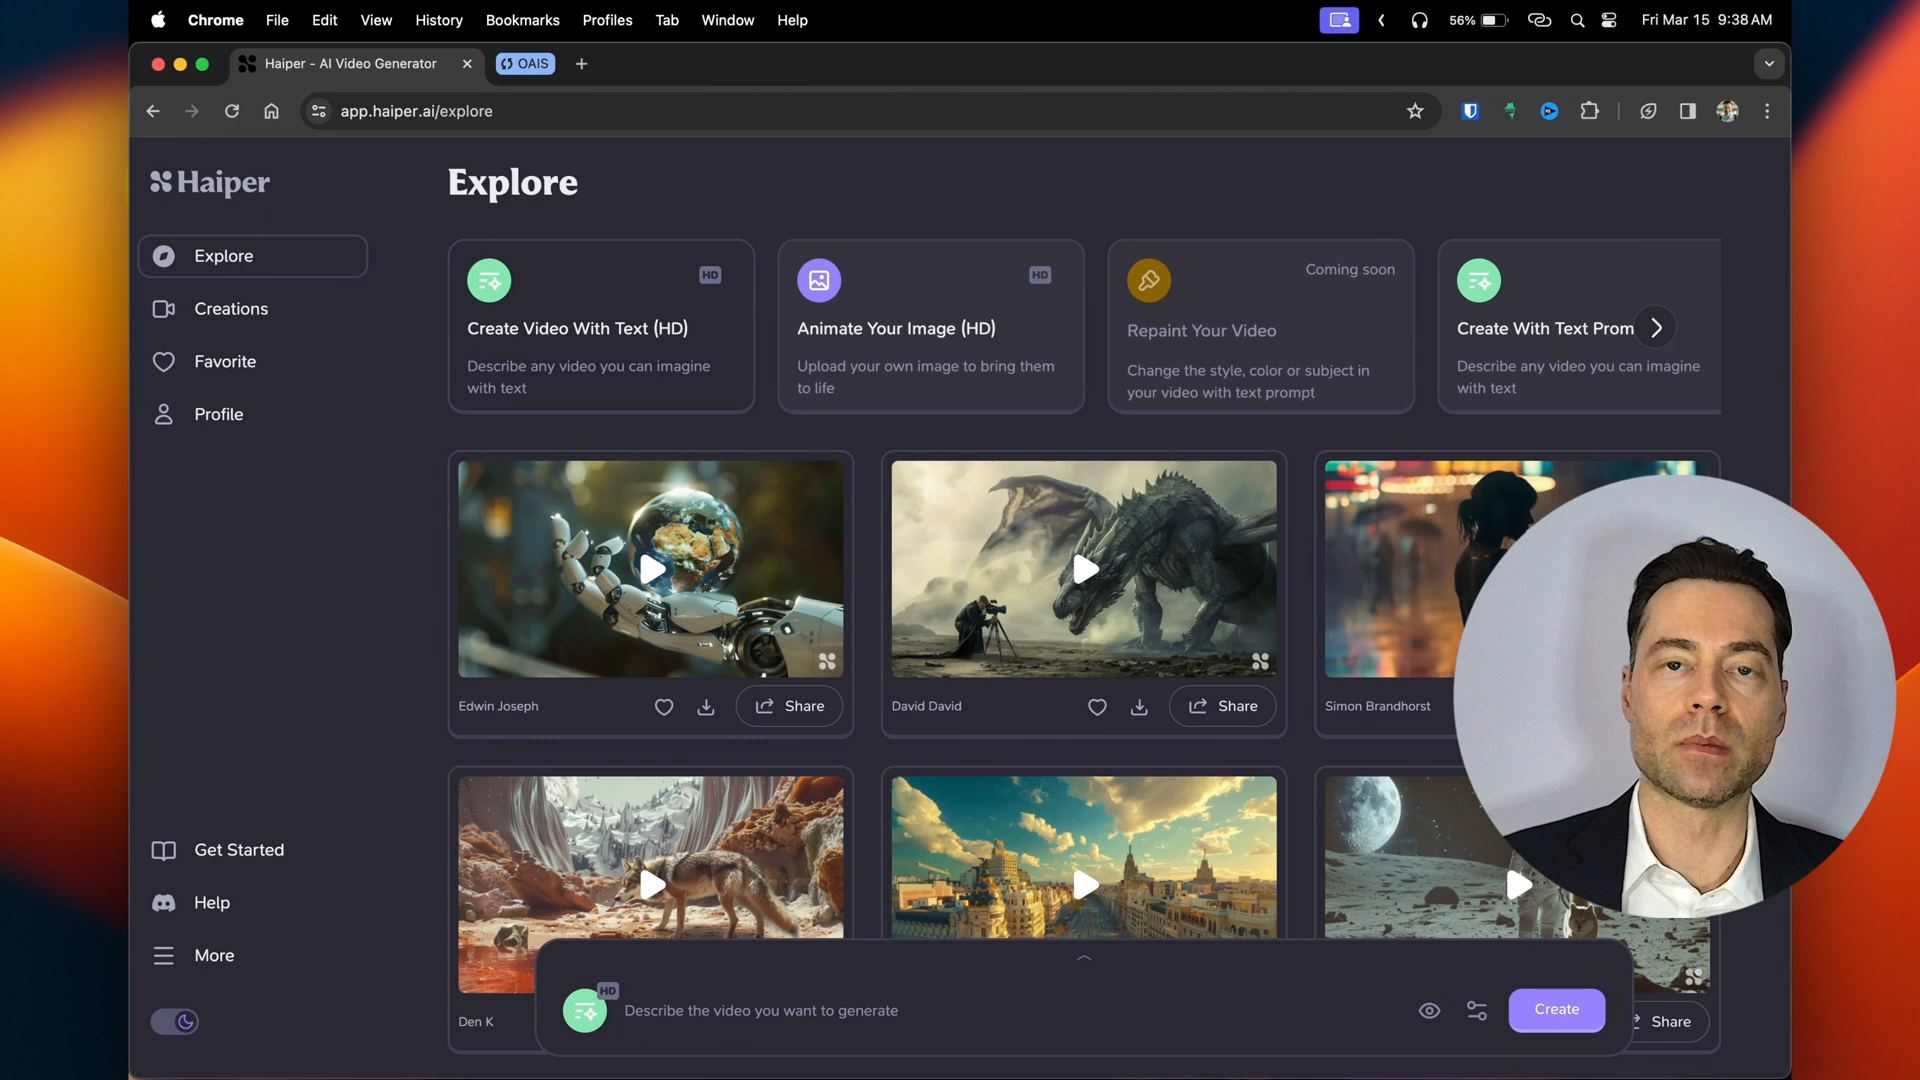 Chrome File Edit View History Bookmarks Profiles Tab Window Help
56% Fri Mar 15 9:38 AM
Haiper - AI Video Generator
OAIS
app.haiper.ai/explore
Haiper
Explore
Creations
Favorite
Profile
Get Started
Help
More
Explore
HD
Create Video With Text (HD)
Describe any video you can imagine
with text
HD
Animate Your Image (HD)
Upload your own image to bring them
to life
Coming soon
Repaint Your Video
Change the style, color or subject in
your video with text prompt
Create With Text Prom
Describe any video you can imagine
with text
Edwin Joseph
Share
David David
Share
Simon Brandhorst
Den K
Share
HD
Describe the video you want to generate
Create